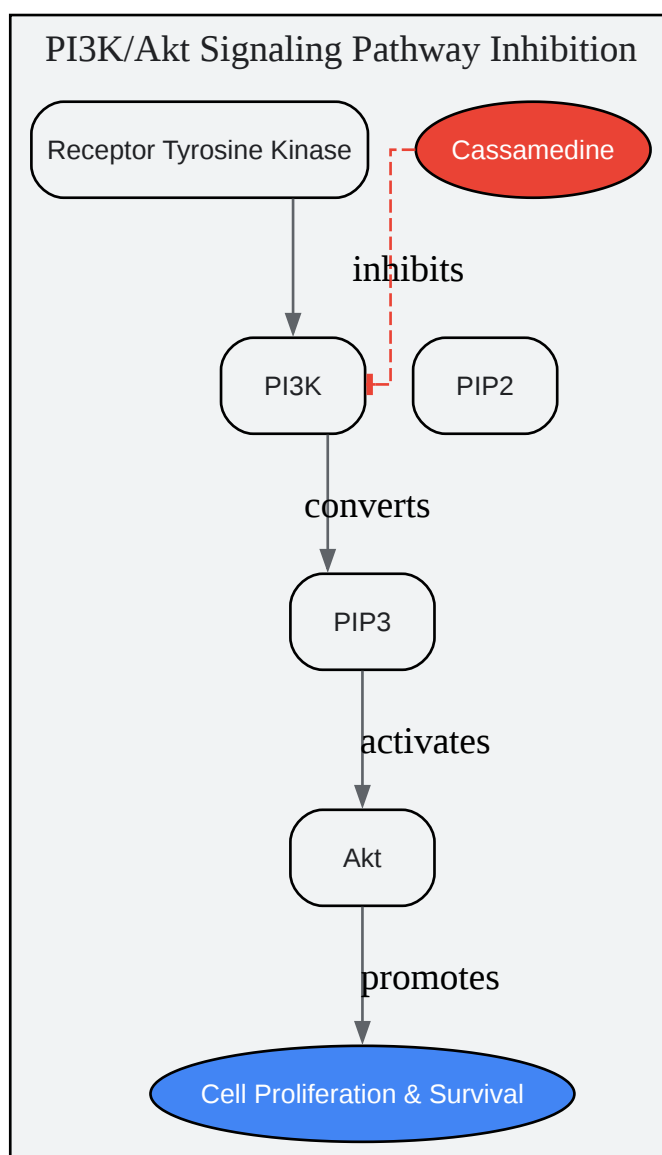 PI3K/Akt Signaling Pathway Inhibition
Receptor Tyrosine Kinase
Cassamedine
inhibits
PI3K
PIP2
converts
PIP3
activates
Akt
promotes
Cell Proliferation & Survival